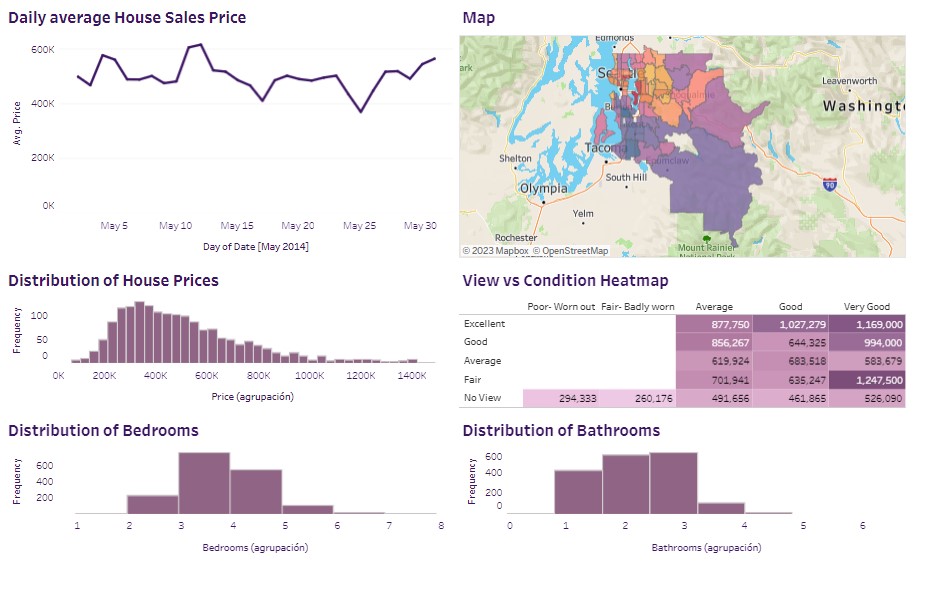 Daily average House Sales Price
600K
400K
200K
0K
Avg. Price
May 5 May 10 May 15 May 20 May 25 May 30
Day of Date [May 2014]
Map
Edmonds
Leavenworth
Tacoma
Shelton
Olympia
South Hill
Yelm
Rochester
90
Mount Rainier
© 2023 Mapbox © OpenStreetMap
Distribution of House Prices
Frequency
100
50
0
0K 200K 400K 600K 800K 1000K 1200K 1400K
Price (agrupación)
View vs Condition Heatmap
Poor- Worn out Fair- Badly worn Average Good Very Good
Excellent 877,750 1,027,279 1,169,000
Good 856,267 644,325 994,000
Average 619,924 683,518 583,679
Fair 701,941 635,247 1,247,500
No View 294,333 260,176 491,656 461,865 526,090
Distribution of Bedrooms
Frequency
600
400
200
1 2 3 4 5 6 7 8
Bedrooms (agrupación)
Distribution of Bathrooms
Frequency
600
400
200
0
0 1 2 3 4 5 6
Bathrooms (agrupación)